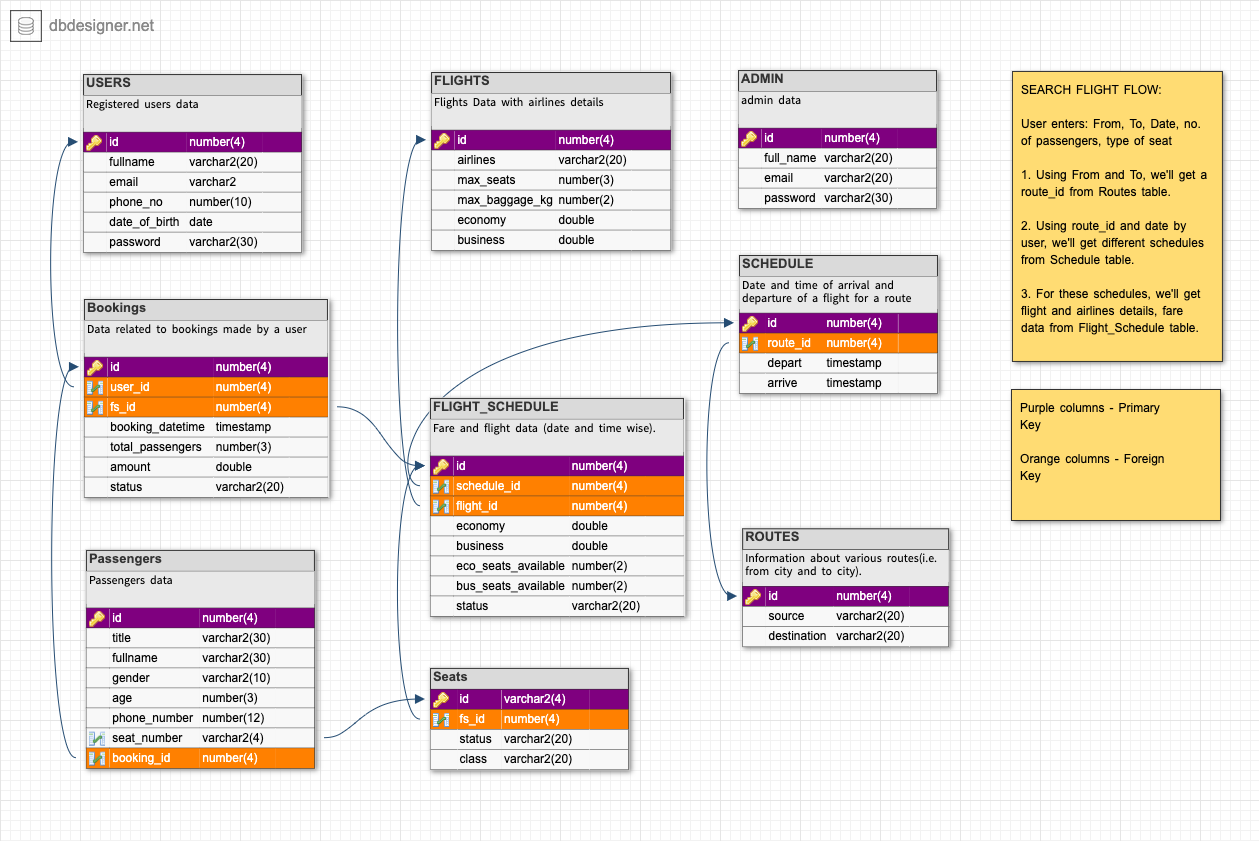 dbdesigner.net
USERS
Registered users data
id number(4)
fullname varchar2(20)
email varchar2
phone_no number(10)
date_of_birth date
password varchar2(30)
FLIGHTS
Flights Data with airlines details
id number(4)
airlines varchar2(20)
max_seats number(3)
max_baggage_kg number(2)
economy double
business double
ADMIN
admin data
id number(4)
full_name varchar2(20)
email varchar2(20)
password varchar2(30)
SEARCH FLIGHT FLOW:
User enters: From, To, Date, no.
of passengers, type of seat
1. Using From and To, we'll get a
route_id from Routes table.
2. Using route_id and date by
user, we'll get different schedules
from Schedule table.
3. For these schedules, we'll get
flight and airlines details, fare
data from Flight_Schedule table.
SCHEDULE
Date and time of arrival and
departure of a flight for a route
id number(4)
route_id number(4)
depart timestamp
arrive timestamp
Bookings
Data related to bookings made by a user
id number(4)
user_id number(4)
fs_id number(4)
booking_datetime timestamp
total_passengers number(3)
amount double
status varchar2(20)
FLIGHT_SCHEDULE
Fare and flight data (date and time wise).
id number(4)
schedule_id number(4)
flight_id number(4)
economy double
business double
eco_seats_available number(2)
bus_seats_available number(2)
status varchar2(20)
Purple columns - Primary
Key
Orange columns - Foreign
Key
ROUTES
Information about various routes(i.e.
from city and to city).
id number(4)
source varchar2(20)
destination varchar2(20)
Passengers
Passengers data
id number(4)
title varchar2(30)
fullname varchar2(30)
gender varchar2(10)
age number(3)
phone_number number(12)
seat_number varchar2(4)
booking_id number(4)
Seats
id varchar2(4)
fs_id number(4)
status varchar2(20)
class varchar2(20)